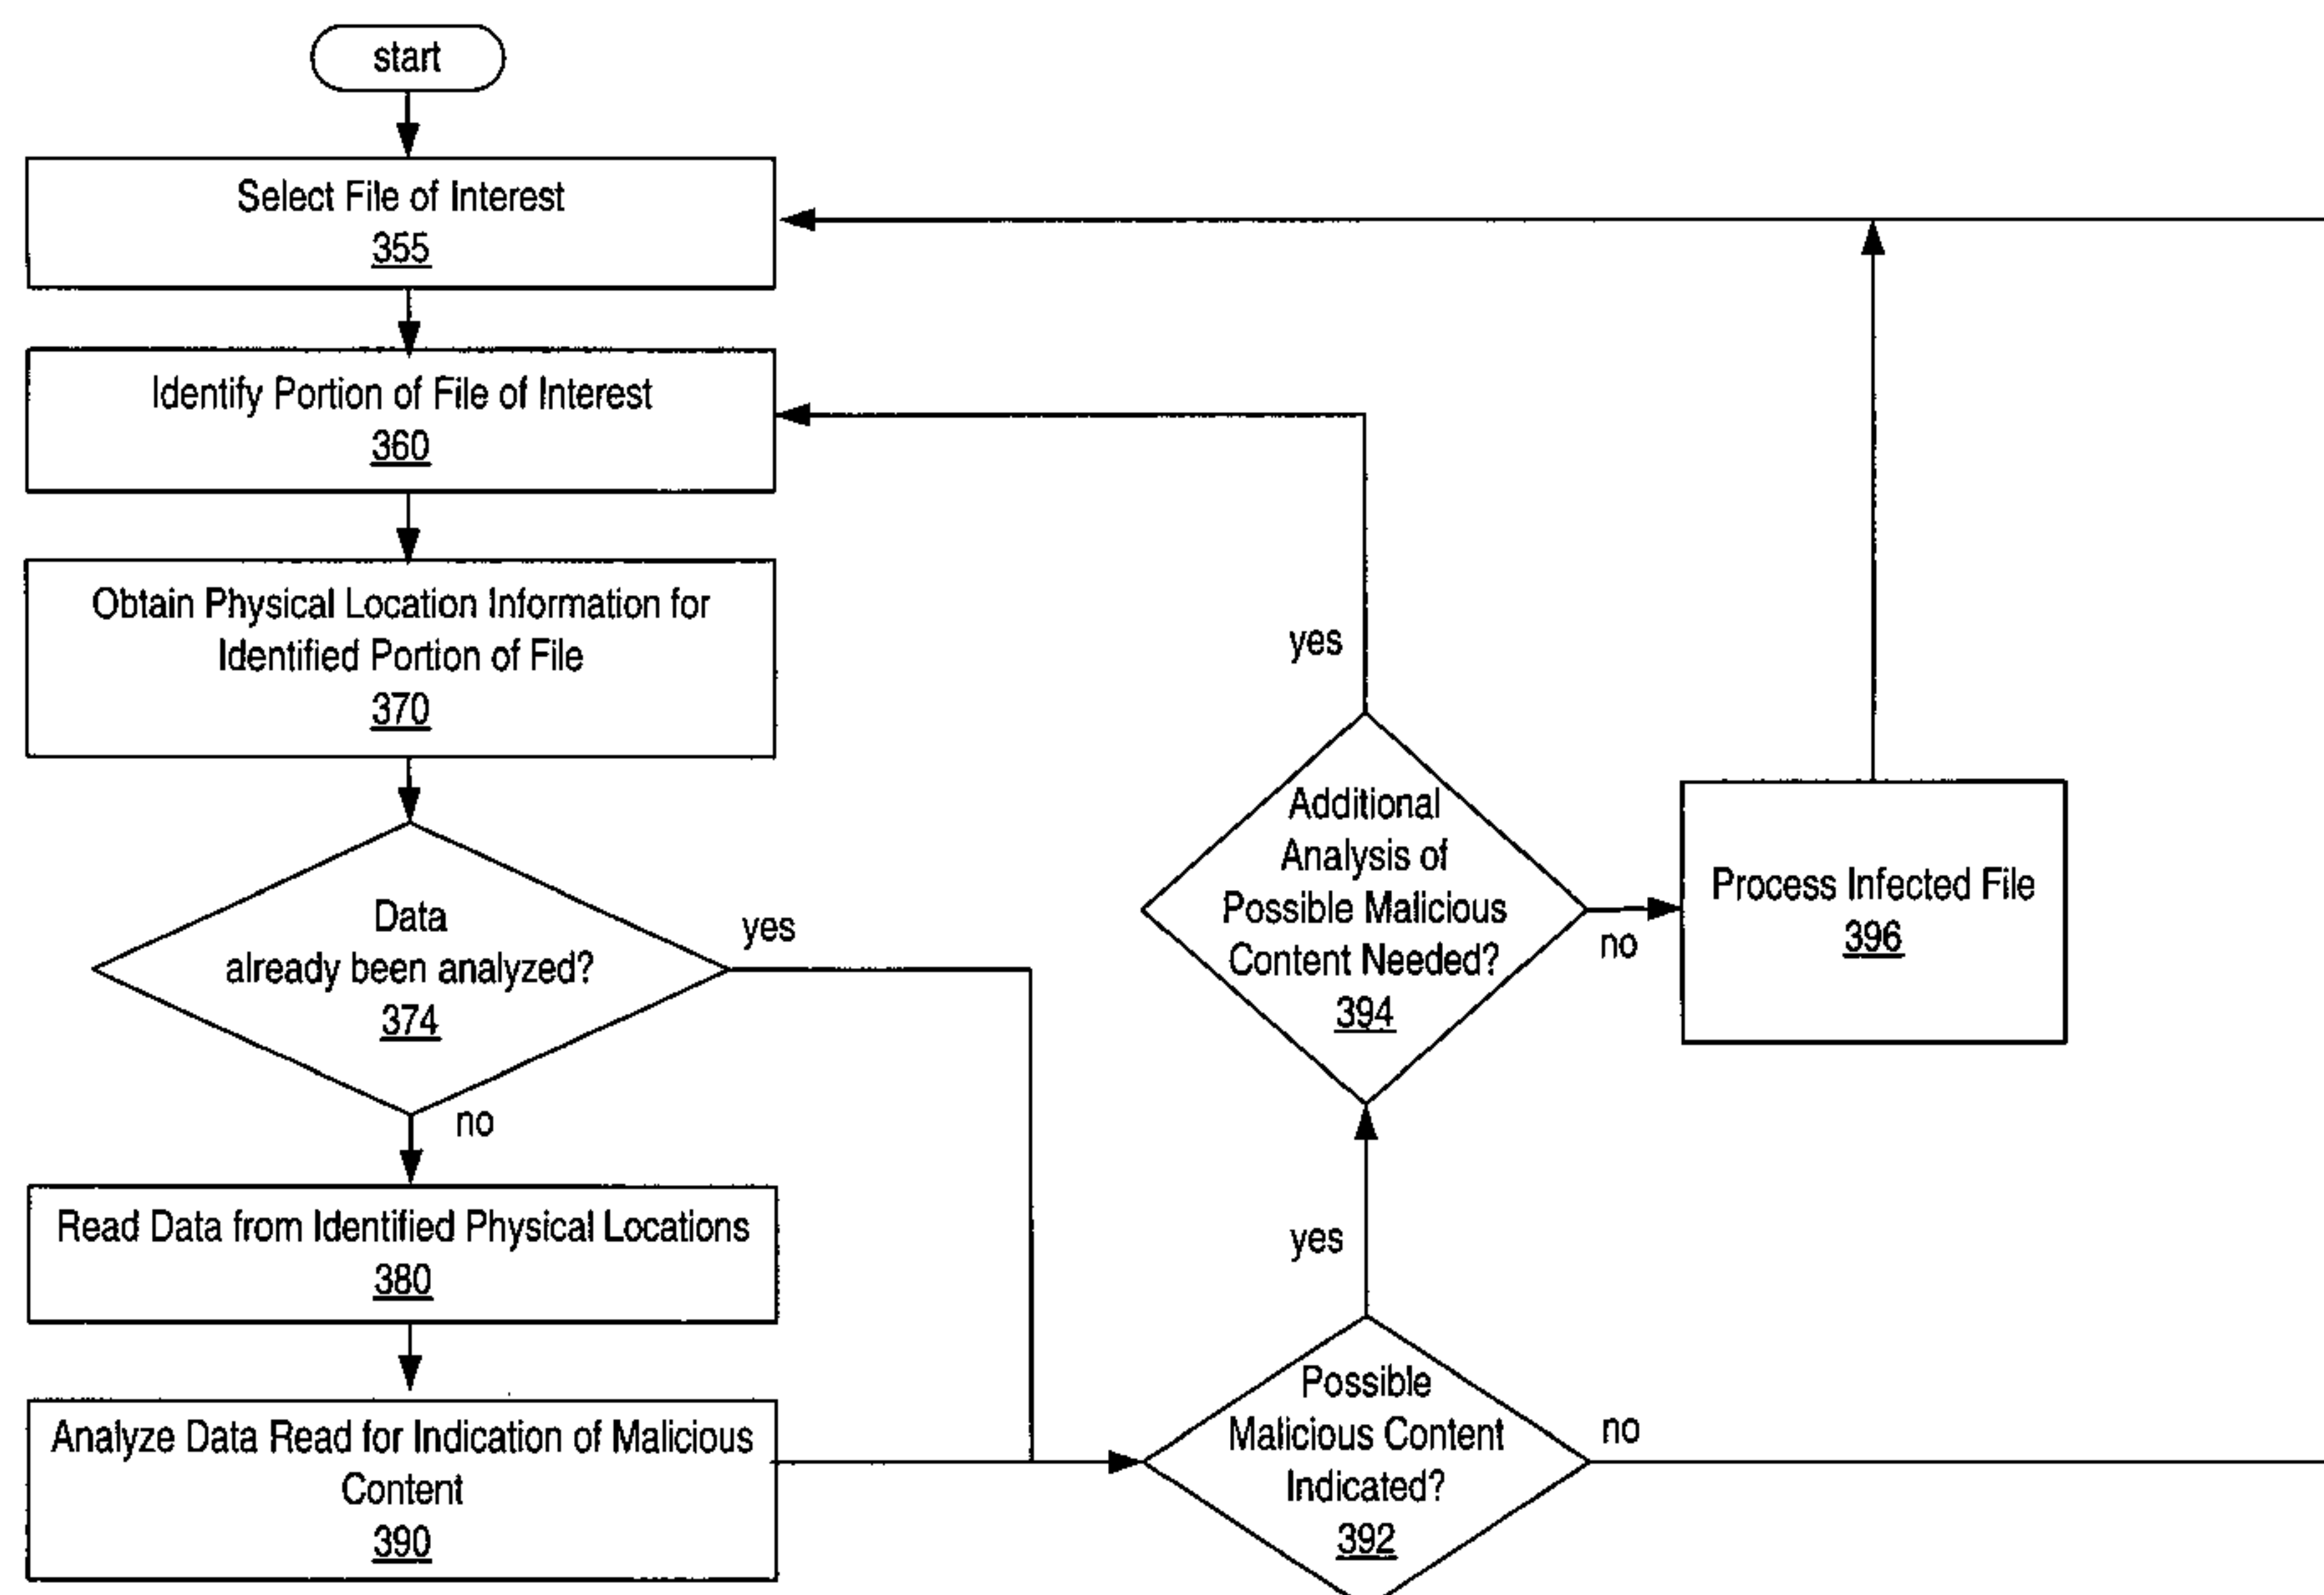 start
Select File of Interest
355
Identify Portion of File of Interest
360
Obtain Physical Location Information for
Identified Portion of File
370
Data
already been analyzed?
374
yes
no
Read Data from Identified Physical Locations
380
Analyze Data Read for Indication of Malicious
Content
390
Possible
Malicious Content
Indicated?
392
yes
no
Additional
Analysis of
Possible Malicious
Content Needed?
394
yes
no
Process Infected File
396